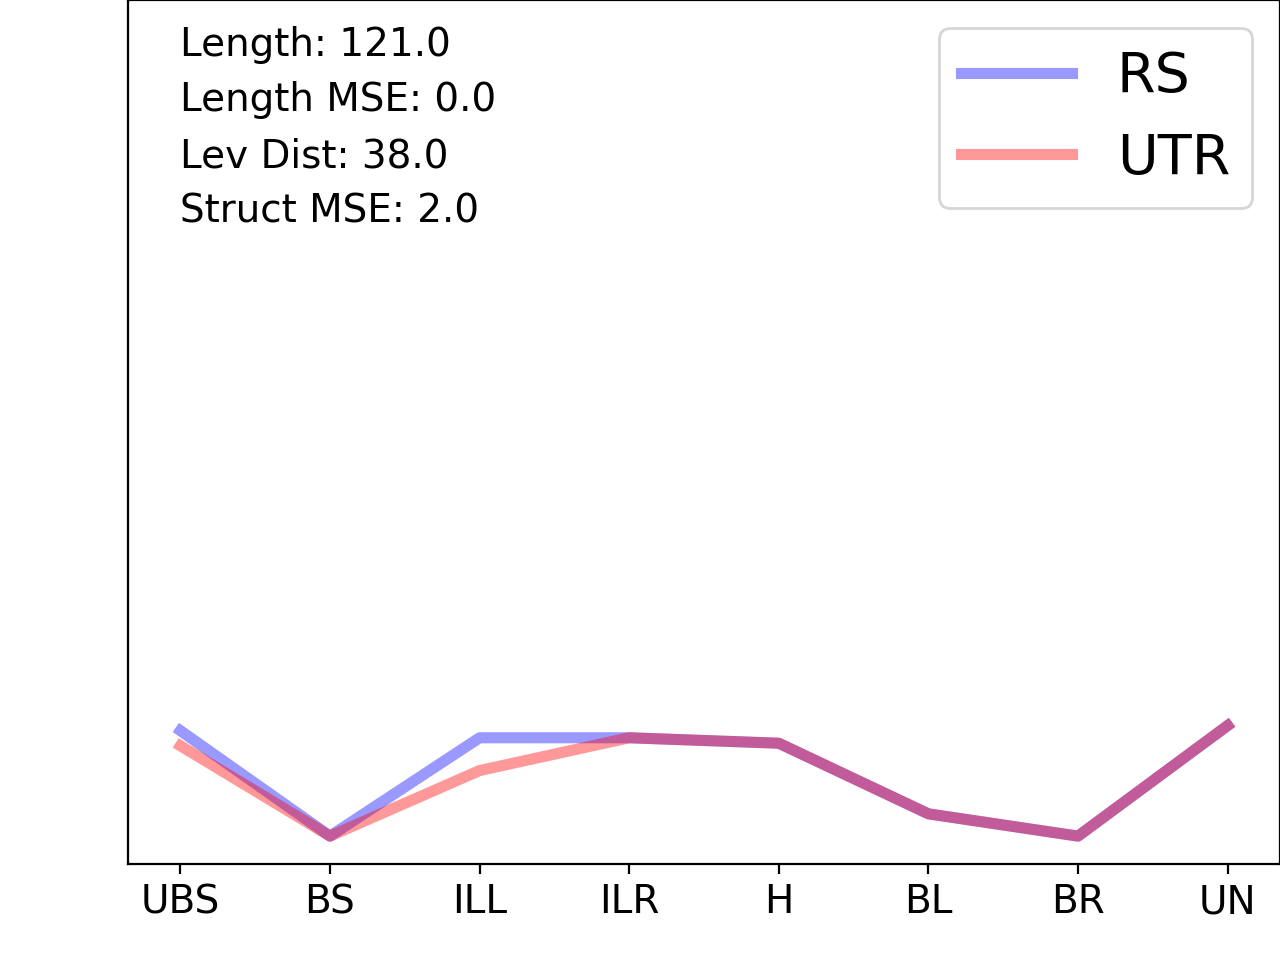 Length: 121.0
Length MSE: 0.0
Lev Dist: 38.0
Struct MSE: 2.0
RS
UTR
UBS BS ILL ILR H BL BR UN